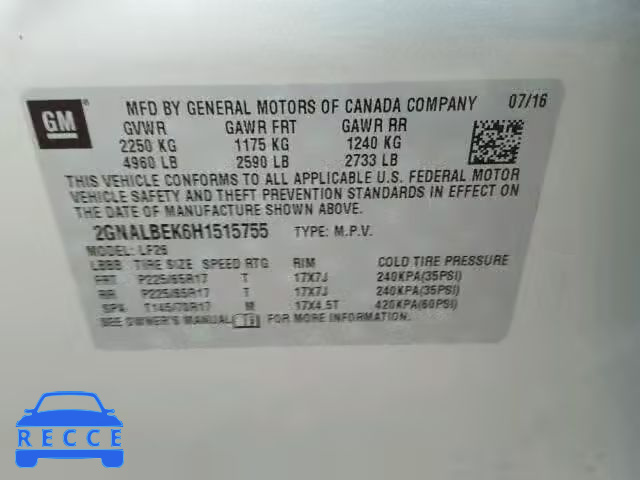 GM
MFD BY GENERAL MOTORS OF CANADA COMPANY 07/16
GVWR GAWR FRT GAWR RR
2250 KG 1175 KG 1240 KG
4960 LB 2590 LB 2733 LB
THIS VEHICLE CONFORMS TO ALL APPLICABLE U.S. FEDERAL MOTOR
VEHICLE SAFETY AND THEFT PREVENTION STANDARDS IN EFFECT ON
THE DATE OF MANUFACTURE SHOWN ABOVE.
2GNALBEK6H1515755 TYPE: M.P.V.
MODEL: LF26
TIRE SIZE SPEED RTG RIM COLD TIRE PRESSURE
FRT P225/65R17 T 17X7J 240KPA(35PSI)
RR P225/65R17 T 17X7J 240KPA(35PSI)
SPA T145/70R17 M 17X4.5T 420KPA(60PSI)
SEE OWNER'S MANUAL FOR MORE INFORMATION.
RECCE